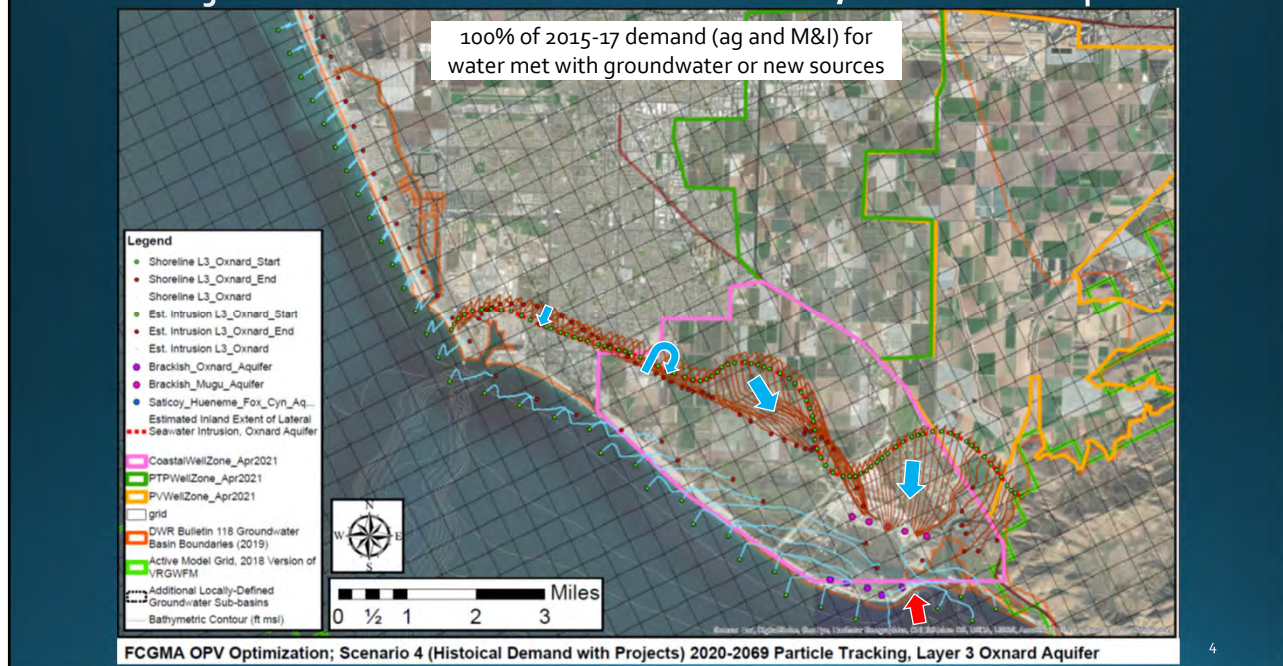 100% of 2015-17 demand (ag and M&I) for
water met with groundwater or new sources
Legend
Shoreline L3_Oxnard_Start
Shoreline L3_Oxnard_End
Shoreline L3_Oxnard
Est. Intrusion L3_Oxnard_Start
Est. Intrusion L3_Oxnard_End
Est. Intrusion L3_Oxnard
Brackish_Oxnard_Aquifer
Brackish_Mugu_Aquifer
Saticoy_Hueneme_Fox_Cyn_Aq...
Estimated Inland Extent of Lateral
Seawater Intrusion, Oxnard Aquifer
CoastalWellZone_Apr2021
PTPWellZone_Apr2021
PVWellZone_Apr2021
grid
DWR Bulletin 118 Groundwater
Basin Boundaries (2019)
Active Model Grid, 2018 Version of
VRGWFM
Additional Locally-Defined
Groundwater Sub-basins
Bathymetric Contour (ft msl)
N
W E
S
Miles
0 ½ 1 2 3
FCGMA OPV Optimization; Scenario 4 (Histoical Demand with Projects) 2020-2069 Particle Tracking, Layer 3 Oxnard Aquifer
4